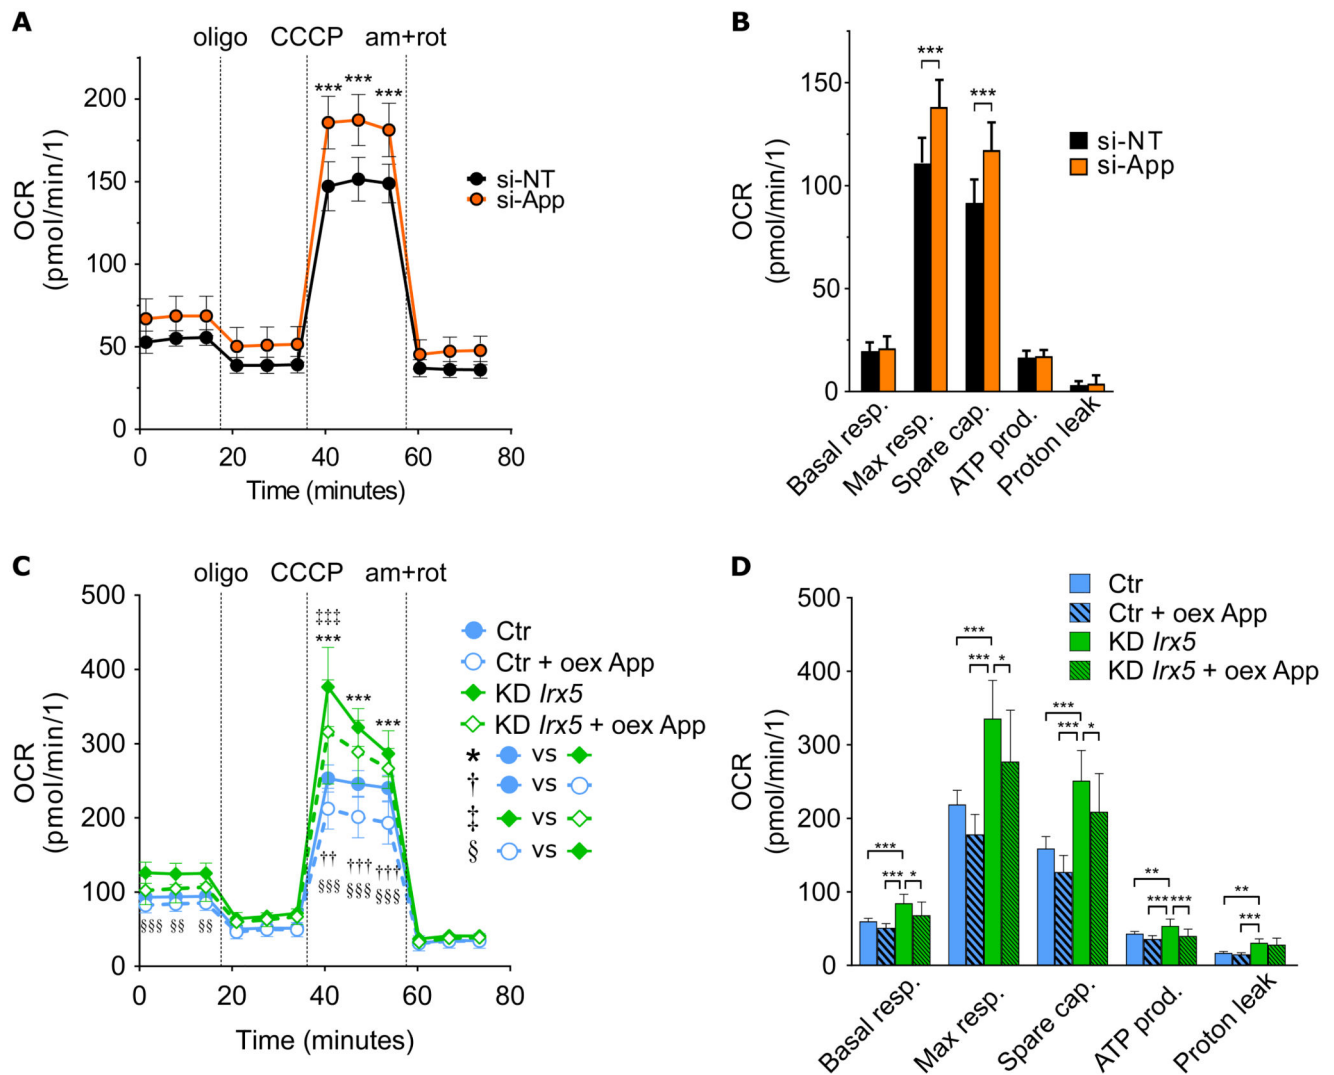 A
oligo CCCP am+rot
OCR
(pmol/min/1)
200
150
100
50
0
*** *** ***
si-NT
si-App
0 20 40 60 80
Time (minutes)
B
OCR
(pmol/min/1)
150
100
50
0
*** ***
si-NT
si-App
Basal resp.
Max resp.
Spare cap.
ATP prod.
Proton leak
C
oligo CCCP am+rot
OCR
(pmol/min/1)
500
400
300
200
100
0
‡‡‡
*** *** ***
†† ††† †††
§§§ §§§ §§§
§§§ §§ §§
Ctr
Ctr + oex App
KD Irx5
KD Irx5 + oex App
* vs
† vs
‡ vs
§ vs
0 20 40 60 80
Time (minutes)
D
OCR
(pmol/min/1)
500
400
300
200
100
0
Ctr
Ctr + oex App
KD Irx5
KD Irx5 + oex App
***
*** *
***
*** *
***
*** *
**
*** ***
**
***
Basal resp.
Max resp.
Spare cap.
ATP prod.
Proton leak